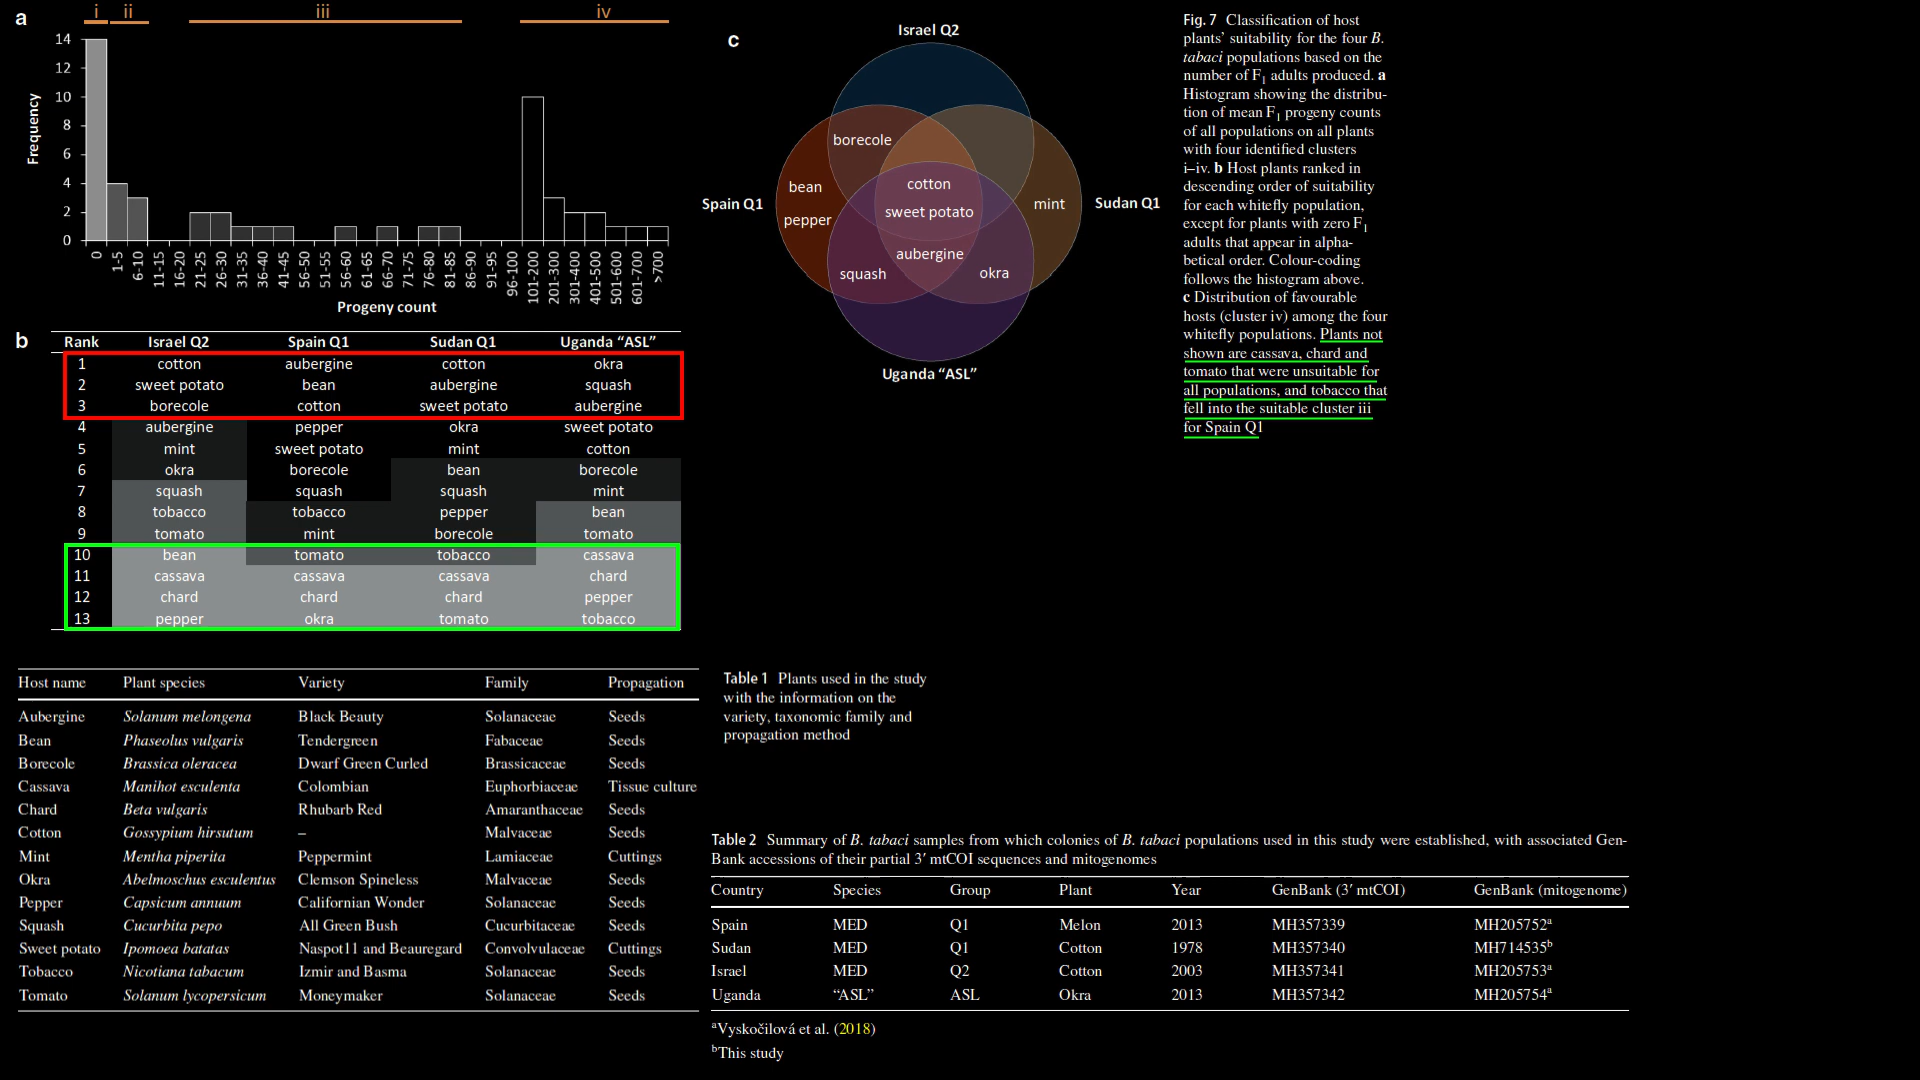 a
i ii iii iv
14
12
10
8
6
4
2
0
Frequency
0 1-5 6-10 11-15 16-20 21-25 26-30 31-35 36-40 41-45 56-50 51-55 56-60 61-65 66-70 71-75 76-80 81-85 86-90 91-95 96-100 101-200 201-300 301-400 401-500 501-600 601-700 >700
Progeny count
b
Rank Israel Q2 Spain Q1 Sudan Q1 Uganda “ASL”
1 cotton aubergine cotton okra
2 sweet potato bean aubergine squash
3 borecole cotton sweet potato aubergine
4 aubergine pepper okra sweet potato
5 mint sweet potato mint cotton
6 okra borecole bean borecole
7 squash squash squash mint
8 tobacco tobacco pepper bean
9 tomato mint borecole tomato
10 bean tomato tobacco cassava
11 cassava cassava cassava chard
12 chard chard chard pepper
13 pepper okra tomato tobacco
c
Israel Q2
borecole
bean
cotton
Spain Q1
sweet potato
mint
Sudan Q1
pepper
aubergine
squash
okra
Uganda “ASL”
Fig. 7 Classification of host
plants’ suitability for the four B.
tabaci populations based on the
number of F1 adults produced. a
Histogram showing the distribu-
tion of mean F1 progeny counts
of all populations on all plants
with four identified clusters
i–iv. b Host plants ranked in
descending order of suitability
for each whitefly population,
except for plants with zero F1
adults that appear in alpha-
betical order. Colour-coding
follows the histogram above.
c Distribution of favourable
hosts (cluster iv) among the four
whitefly populations. Plants not
shown are cassava, chard and
tomato that were unsuitable for
all populations, and tobacco that
fell into the suitable cluster iii
for Spain Q1
Host name Plant species Variety Family Propagation
Aubergine Solanum melongena Black Beauty Solanaceae Seeds
Bean Phaseolus vulgaris Tendergreen Fabaceae Seeds
Borecole Brassica oleracea Dwarf Green Curled Brassicaceae Seeds
Cassava Manihot esculenta Colombian Euphorbiaceae Tissue culture
Chard Beta vulgaris Rhubarb Red Amaranthaceae Seeds
Cotton Gossypium hirsutum – Malvaceae Seeds
Mint Mentha piperita Peppermint Lamiaceae Cuttings
Okra Abelmoschus esculentus Clemson Spineless Malvaceae Seeds
Pepper Capsicum annuum Californian Wonder Solanaceae Seeds
Squash Cucurbita pepo All Green Bush Cucurbitaceae Seeds
Sweet potato Ipomoea batatas Naspot11 and Beauregard Convolvulaceae Cuttings
Tobacco Nicotiana tabacum Izmir and Basma Solanaceae Seeds
Tomato Solanum lycopersicum Moneymaker Solanaceae Seeds
Table 1 Plants used in the study
with the information on the
variety, taxonomic family and
propagation method
Table 2 Summary of B. tabaci samples from which colonies of B. tabaci populations used in this study were established, with associated Gen-
Bank accessions of their partial 3′ mtCOI sequences and mitogenomes
Country Species Group Plant Year GenBank (3′ mtCOI) GenBank (mitogenome)
Spain MED Q1 Melon 2013 MH357339 MH205752a
Sudan MED Q1 Cotton 1978 MH357340 MH714535b
Israel MED Q2 Cotton 2003 MH357341 MH205753a
Uganda “ASL” ASL Okra 2013 MH357342 MH205754a
aVyskočilová et al. (2018)
bThis study